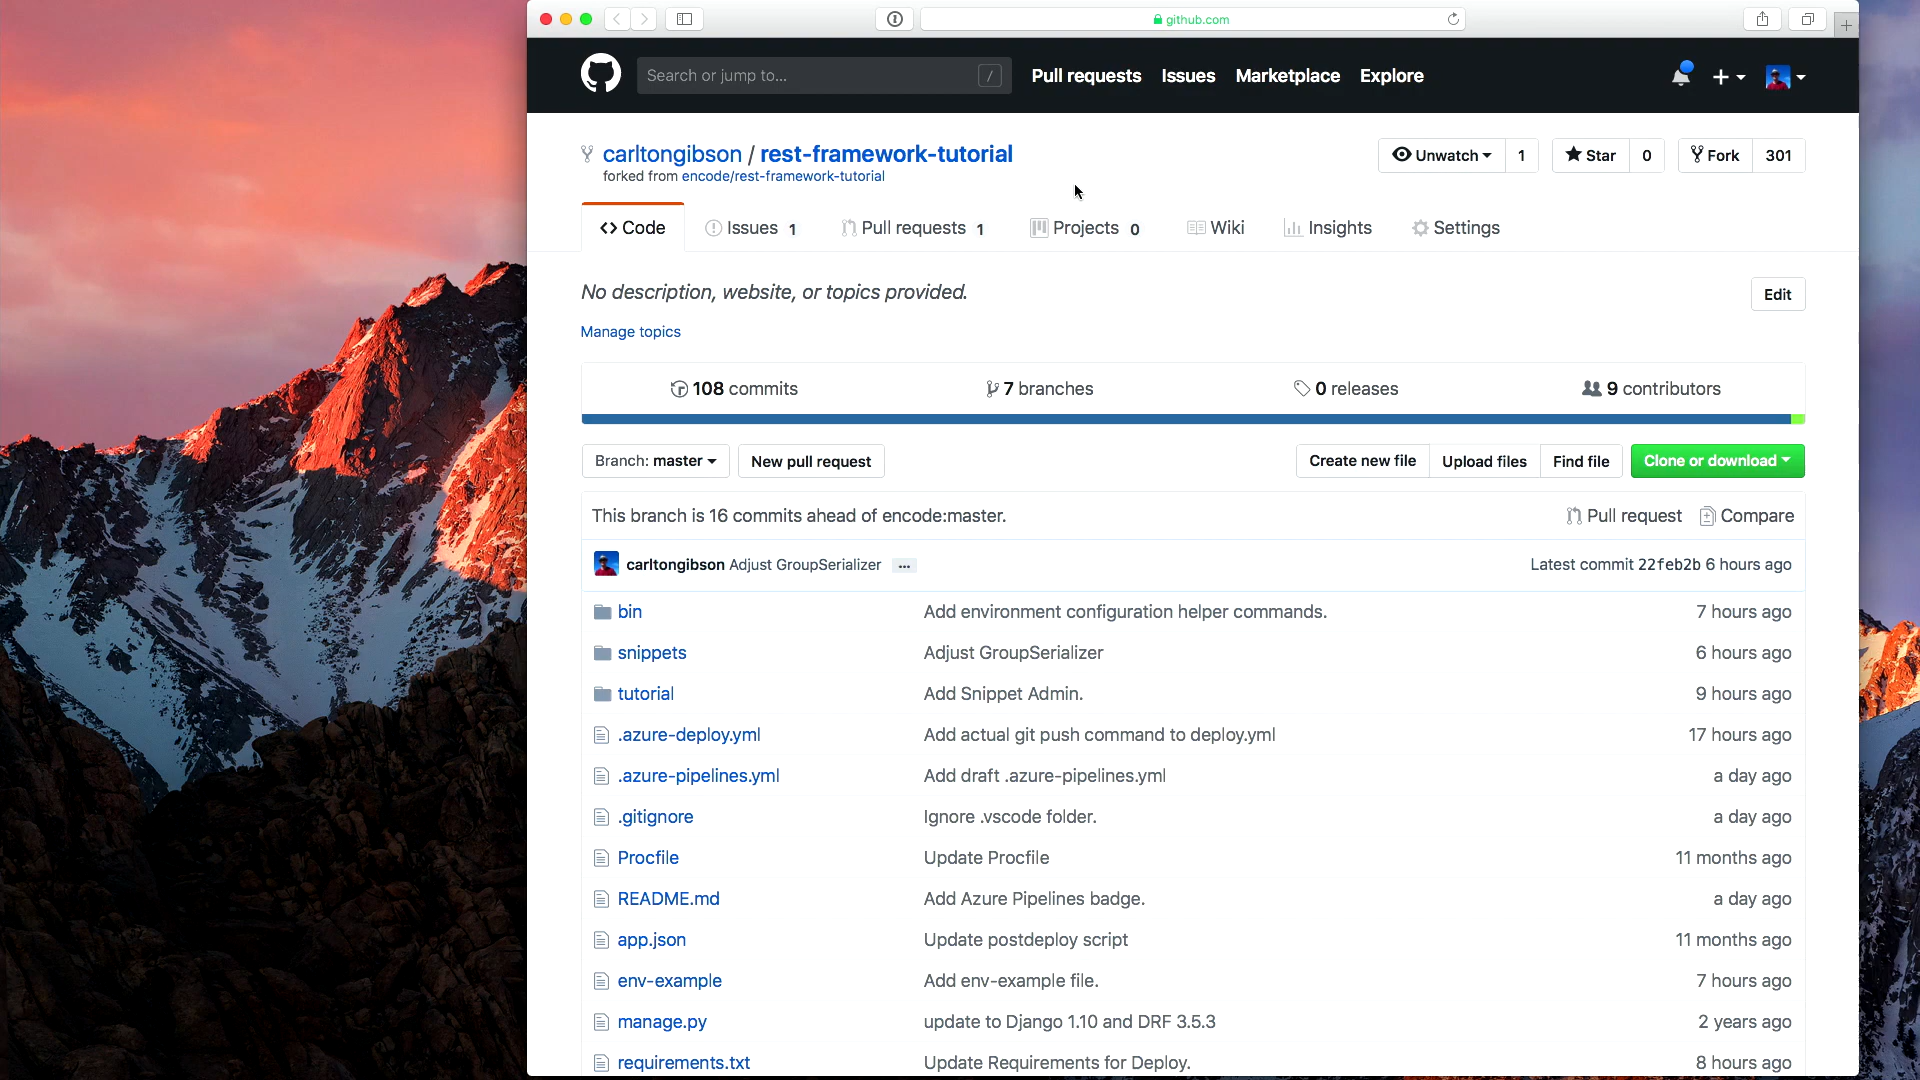 github.com
Search or jump to... /
Pull requests Issues Marketplace Explore
carltongibson / rest-framework-tutorial
forked from encode/rest-framework-tutorial
Unwatch 1 Star 0 Fork 301
Code Issues 1 Pull requests 1 Projects 0 Wiki Insights Settings
No description, website, or topics provided.
Edit
Manage topics
108 commits 7 branches 0 releases 9 contributors
Branch: master New pull request Create new file Upload files Find file Clone or download
This branch is 16 commits ahead of encode:master. Pull request Compare
carltongibson Adjust GroupSerializer ... Latest commit 22feb2b 6 hours ago
bin Add environment configuration helper commands. 7 hours ago
snippets Adjust GroupSerializer 6 hours ago
tutorial Add Snippet Admin. 9 hours ago
.azure-deploy.yml Add actual git push command to deploy.yml 17 hours ago
.azure-pipelines.yml Add draft .azure-pipelines.yml a day ago
.gitignore Ignore .vscode folder. a day ago
Procfile Update Procfile 11 months ago
README.md Add Azure Pipelines badge. a day ago
app.json Update postdeploy script 11 months ago
env-example Add env-example file. 7 hours ago
manage.py update to Django 1.10 and DRF 3.5.3 2 years ago
requirements.txt Update Requirements for Deploy. 8 hours ago